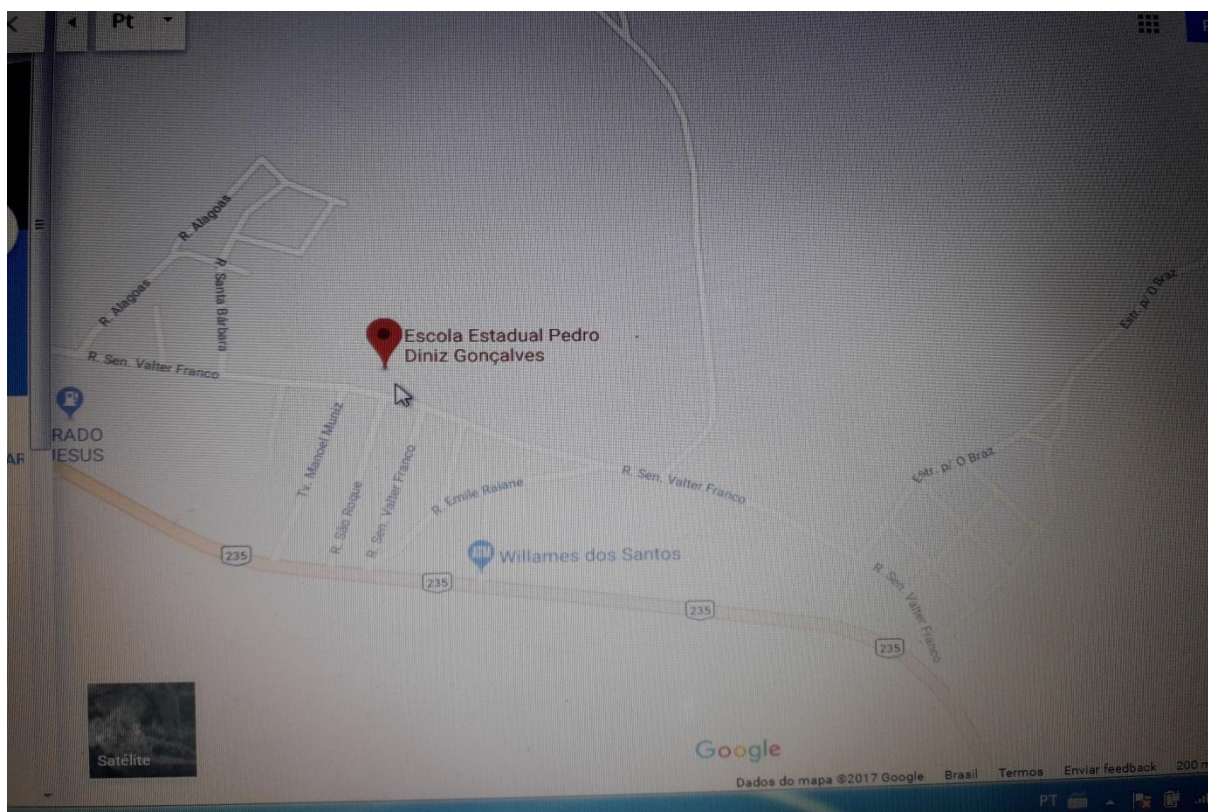 Pt
R. Alagoas
R. Alagoas
R. Santa Bárbara
Estr. p/ O Braz
Escola Estadual Pedro
Diniz Gonçalves
R. Sen. Valter Franco
RADO
IESUS
AR
Tv. Manoel Muniz
R. São Roque
R. Sen. Valter Franco
R. Emile Raiane
R. Sen. Valter Franco
Estr. p/ O Braz
Willames dos Santos
235
235
235
235
R. Sen. Valter Franco
Satélite
Google
Dados do mapa ©2017 Google Brasil Termos Enviar feedback 200 m
PT